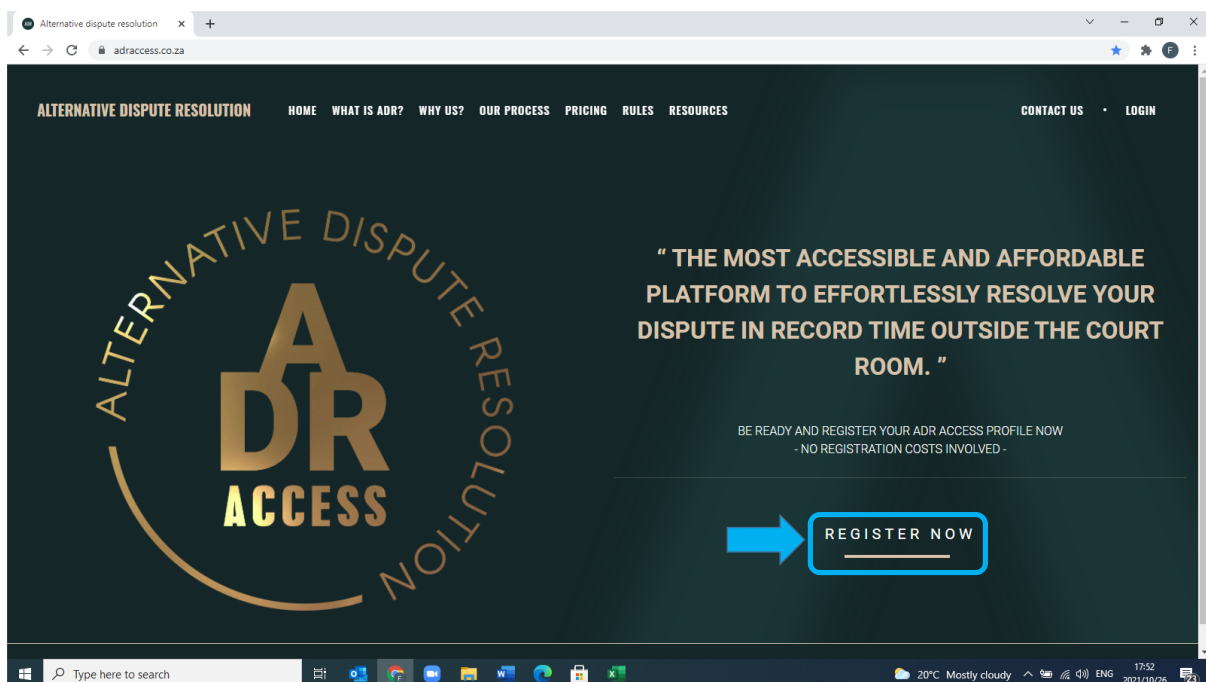 Alternative dispute resolution
adraccess.co.za
F
ALTERNATIVE DISPUTE RESOLUTION HOME WHAT IS ADR? WHY US? OUR PROCESS PRICING RULES RESOURCES CONTACT US · LOGIN
ALTERNATIVE DISPUTE RESOLUTION
ADR
ACCESS
“ THE MOST ACCESSIBLE AND AFFORDABLE
PLATFORM TO EFFORTLESSLY RESOLVE YOUR
DISPUTE IN RECORD TIME OUTSIDE THE COURT
ROOM. ”
BE READY AND REGISTER YOUR ADR ACCESS PROFILE NOW
- NO REGISTRATION COSTS INVOLVED -
REGISTER NOW
Type here to search
20°C Mostly cloudy ENG
17:52
2021/10/26
23